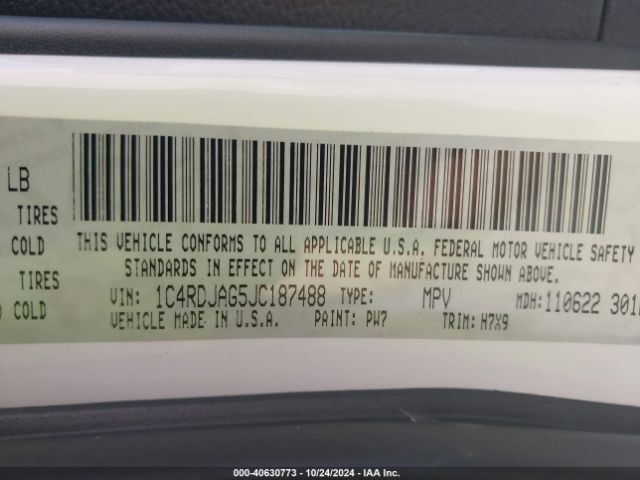 LB
TIRES
COLD
TIRES
COLD
THIS VEHICLE CONFORMS TO ALL APPLICABLE U.S.A. FEDERAL MOTOR VEHICLE SAFETY
STANDARDS IN EFFECT ON THE DATE OF MANUFACTURE SHOWN ABOVE.
VIN: 1C4RDJAG5JC187488 TYPE: MPV MDH: 110622 301
VEHICLE MADE IN U.S.A. PAINT: PW7 TRIM: H7X9
000-40630773 - 10/24/2024 - IAA Inc.